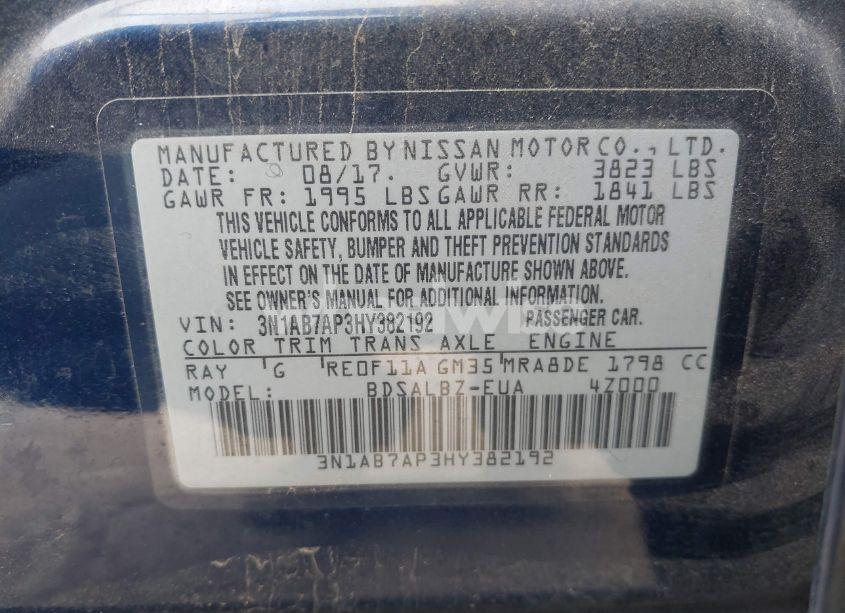 MANUFACTURED BY NISSAN MOTOR CO., LTD.
DATE: 08/17. GVWR: 3823 LBS
GAWR FR: 1995 LBS GAWR RR: 1841 LBS
THIS VEHICLE CONFORMS TO ALL APPLICABLE FEDERAL MOTOR
VEHICLE SAFETY, BUMPER AND THEFT PREVENTION STANDARDS
IN EFFECT ON THE DATE OF MANUFACTURE SHOWN ABOVE.
SEE OWNER'S MANUAL FOR ADDITIONAL INFORMATION.
VIN: 3N1AB7AP3HY382192 PASSENGER CAR.
COLOR TRIM TRANS AXLE ENGINE
RAY G RE0F11A GM35 MRA8DE 1798 CC
MODEL: BDSALBZ-EUA 4Z000
3N1AB7AP3HY382192